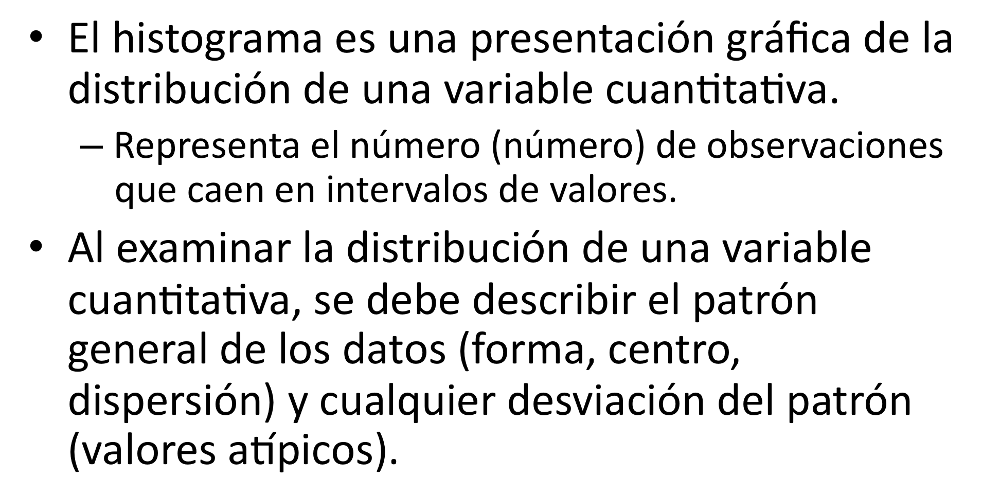 • El histograma es una presentación gráfica de la
distribución de una variable cuantitativa.
– Representa el número (número) de observaciones
que caen en intervalos de valores.
• Al examinar la distribución de una variable
cuantitativa, se debe describir el patrón
general de los datos (forma, centro,
dispersión) y cualquier desviación del patrón
(valores atípicos).